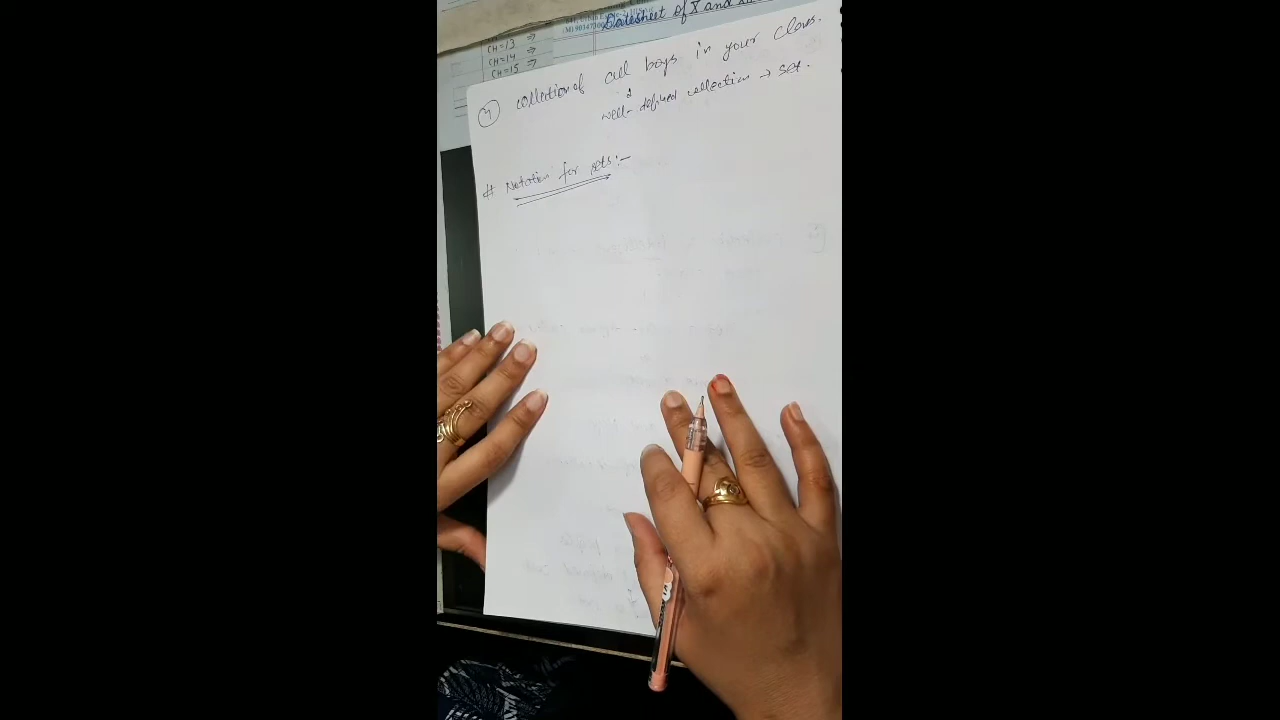 Datesheet of X and
CH=13 ⇒
CH=14 ⇒
CH=15 ⇒
4) collection of all boys in your class.
↓
well-defined collection → set.
# Notation for sets:-